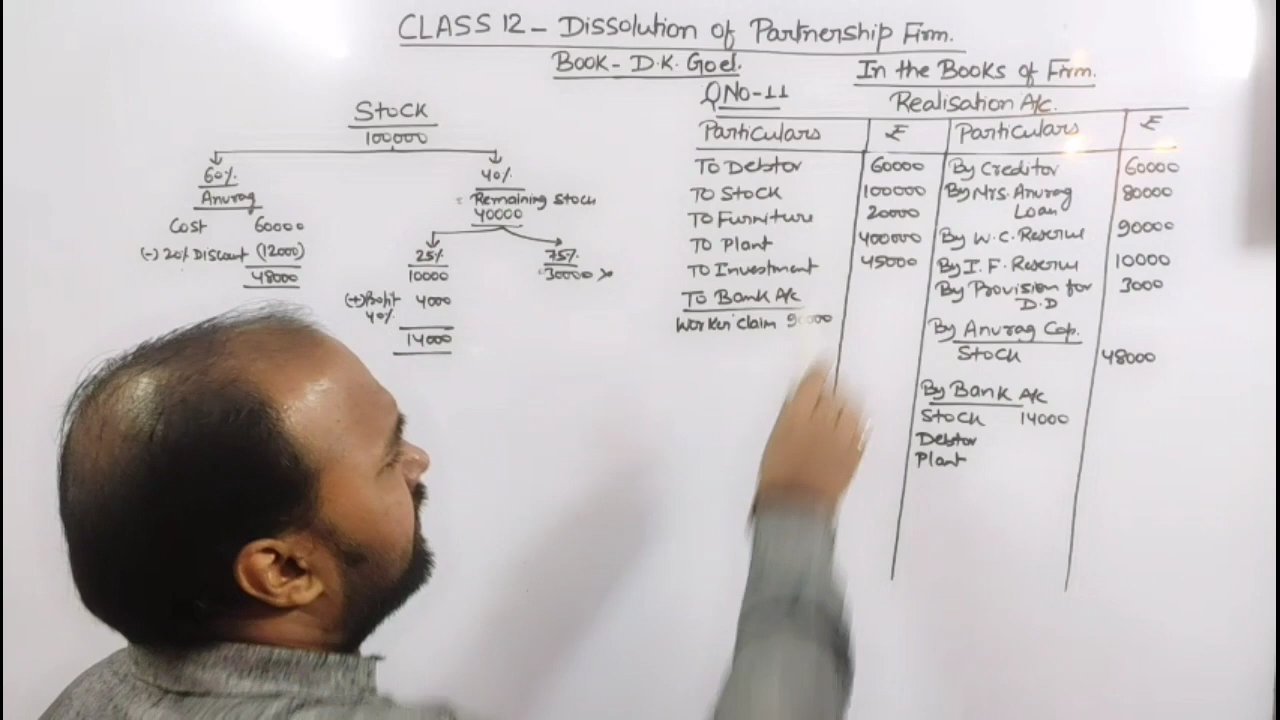 CLASS 12 - Dissolution of Partnership Firm.
Book - D.K. Goel.
In the Books of Firm.
QNo-11
Realisation A/c.
Stock
100000
60%
Anurag
Cost 60000
(-) 20% Discount (12000)
48000
40%
= Remaining Stock
40000
25%
10000
(+) Profit 4000
40%
14000
75%
30000 x
Particulars ₹ Particulars ₹
To Debtor 60000 By Creditor 60000
To Stock 100000 By Mrs. Anurag 80000
Loan
To Furniture 20000
To Plant 400000 By W.C. Reserve 90000
To Investment 45000 By I.F. Reserve 10000
By Provision for 3000
D.D
To Bank A/c
Worker claim
By Anurag Cap.
Stock 48000
By Bank A/c
Stock 14000
Debtor
Plant